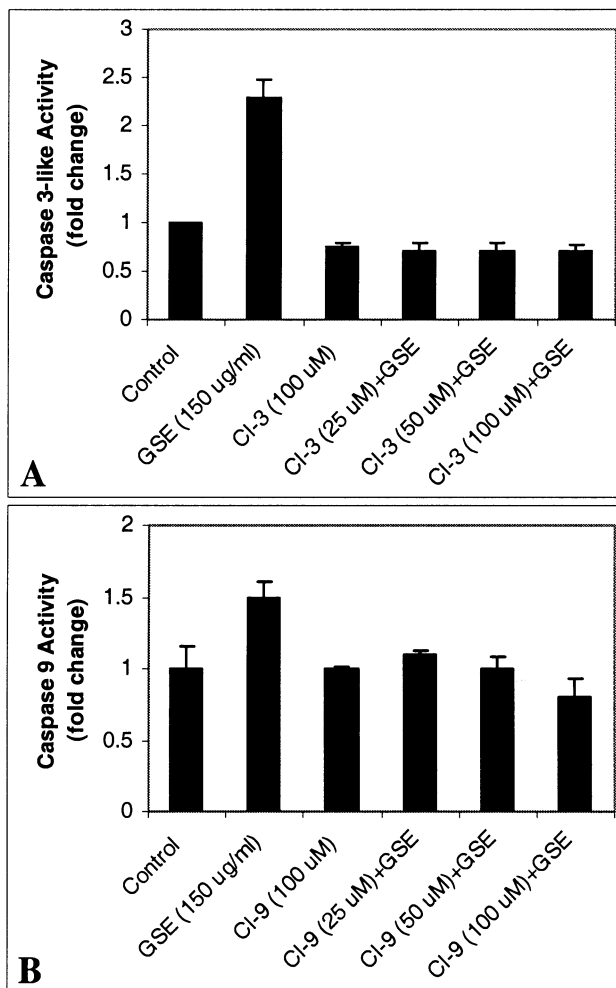 3
2.5
2
1.5
1
0.5
0
Caspase 3-like Activity
(fold change)
Control
GSE (150 ug/ml)
CI-3 (100 uM)
CI-3 (25 uM)+GSE
CI-3 (50 uM)+GSE
CI-3 (100 uM)+GSE
A
2
1.5
1
0.5
0
Caspase 9 Activity
(fold change)
Control
GSE (150 ug/ml)
CI-9 (100 uM)
CI-9 (25 uM)+GSE
CI-9 (50 uM)+GSE
CI-9 (100 uM)+GSE
B